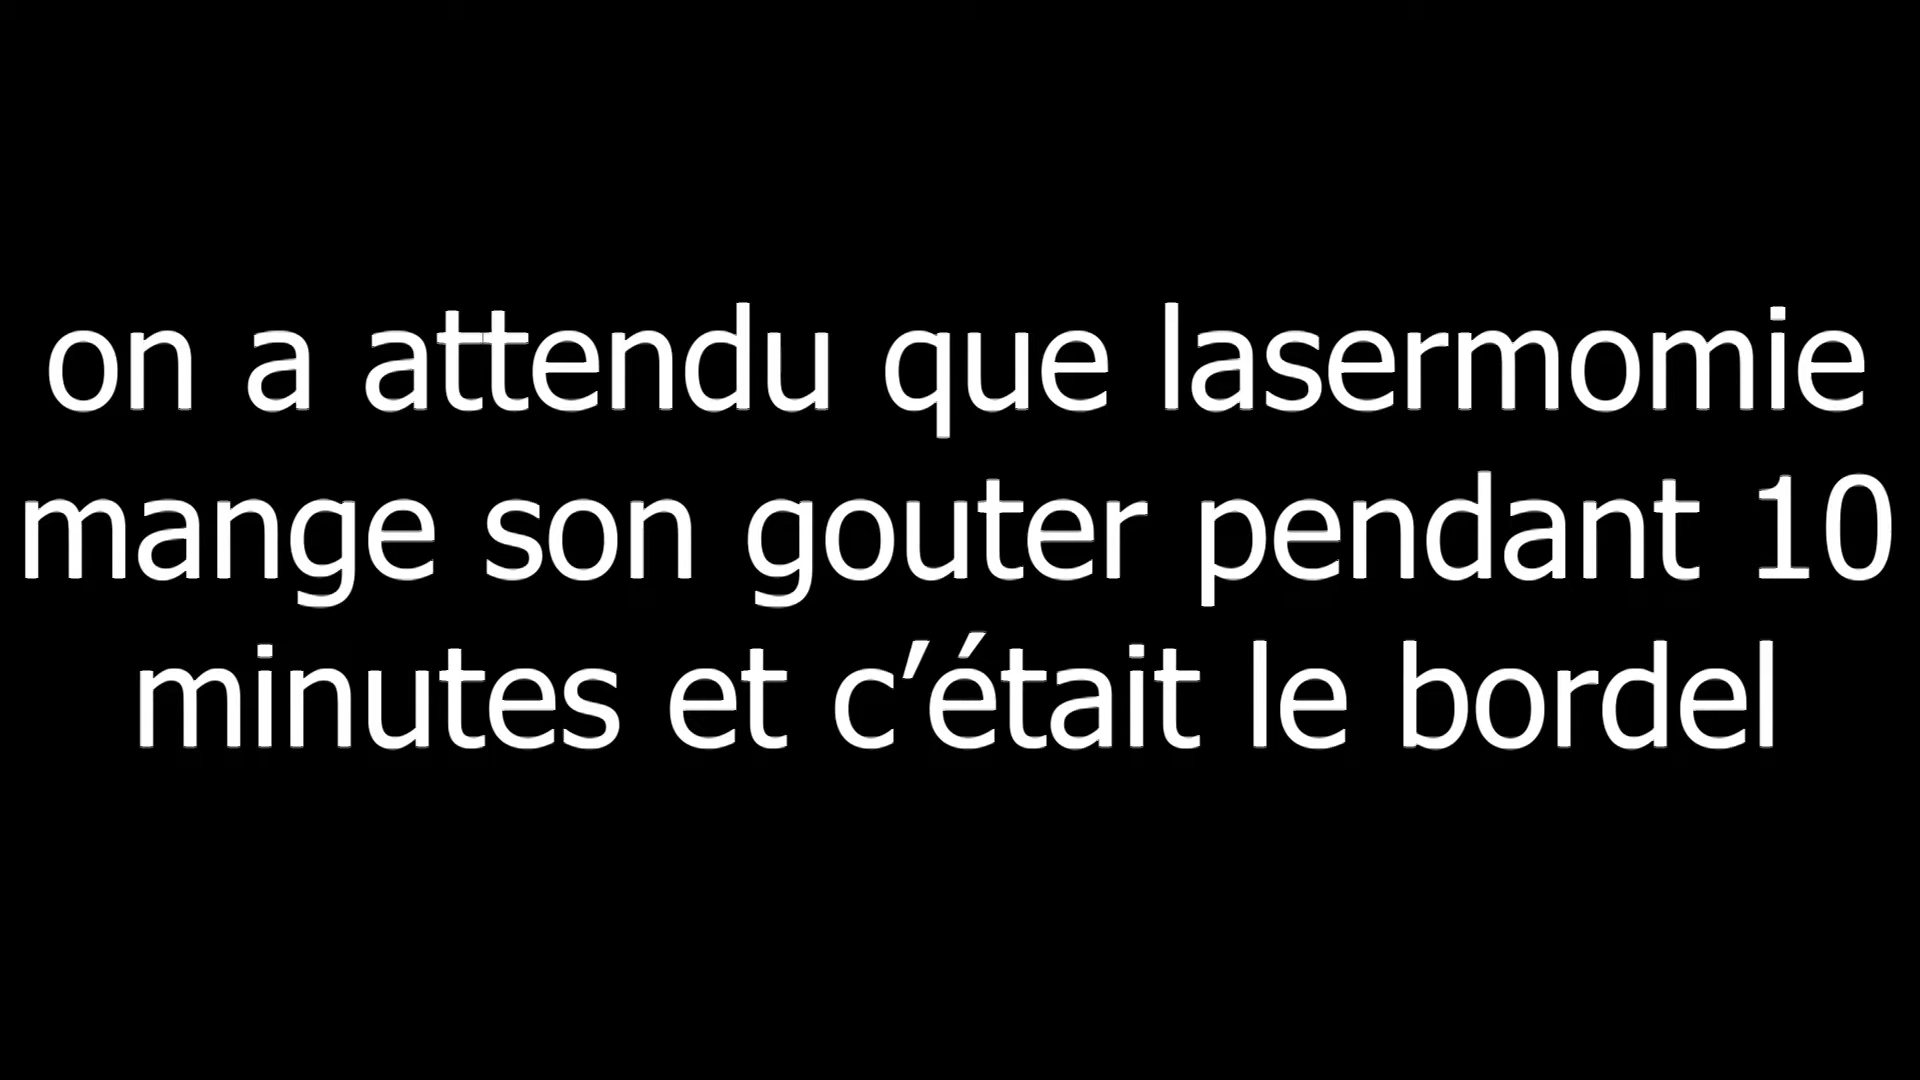 on a attendu que lasermomie
mange son gouter pendant 10
minutes et c’était le bordel